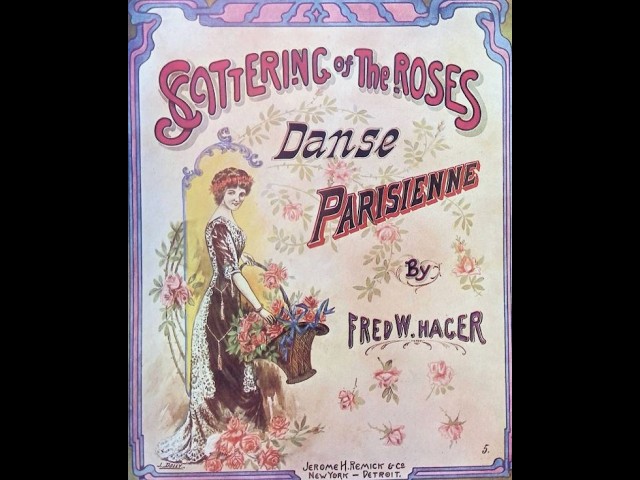 SCATTERING of THE ROSES
Danse
PARISIENNE
By
FRED W. HAGER
5.
JEROME H. REMICK & CO
NEW YORK – DETROIT.